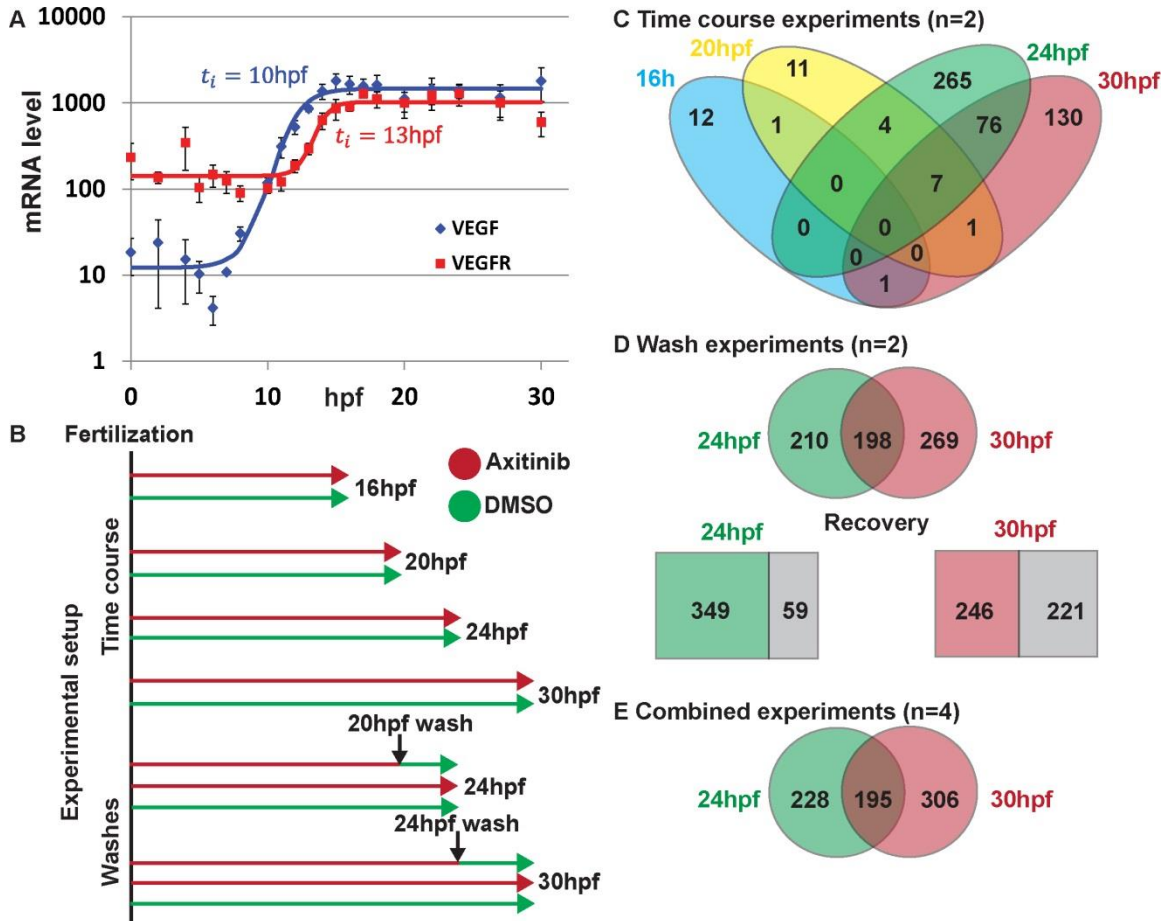 A
10000
1000
100
10
1
mRNA level
0
10
hpf
20
30
t_i = 10hpf
t_i = 13hpf
VEGF
VEGFR
B
Fertilization
Experimental setup
Time course
Washes
Axitinib
DMSO
16hpf
20hpf
24hpf
30hpf
20hpf wash
24hpf
24hpf wash
30hpf
C Time course experiments (n=2)
16h
20hpf
24hpf
30hpf
12
11
265
130
1
4
76
0
7
0
0
1
0
0
1
D Wash experiments (n=2)
24hpf
210
198
269
30hpf
Recovery
24hpf
30hpf
349
59
246
221
E Combined experiments (n=4)
24hpf
228
195
306
30hpf